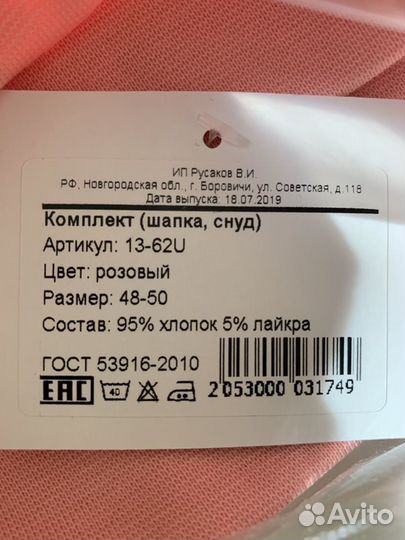 ИП Русаков В.И.
РФ, Новгородская обл., г. Боровичи, ул. Советская, д.118
Дата выпуска: 18.07.2019
Комплект (шапка, снуд)
Артикул: 13-62U
Цвет: розовый
Размер: 48-50
Состав: 95% хлопок 5% лайкра
ГОСТ 53916-2010
EAC 40 2 053000 031749
Avito